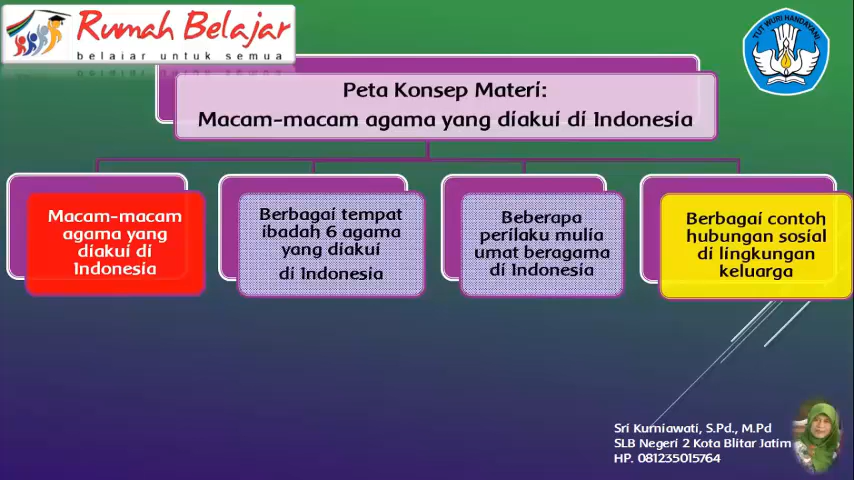 Rumah Belajar
belajar untuk semua
TUT WURI HANDAYANI
Peta Konsep Materi:
Macam-macam agama yang diakui di Indonesia
Macam-macam
agama yang
diakui di
Indonesia
Berbagai tempat
ibadah 6 agama
yang diakui
di Indonesia
Beberapa
perilaku mulia
umat beragama
di Indonesia
Berbagai contoh
hubungan sosial
di lingkungan
keluarga
Sri Kurniawati, S.Pd., M.Pd
SLB Negeri 2 Kota Blitar Jatim
HP. 081235015764